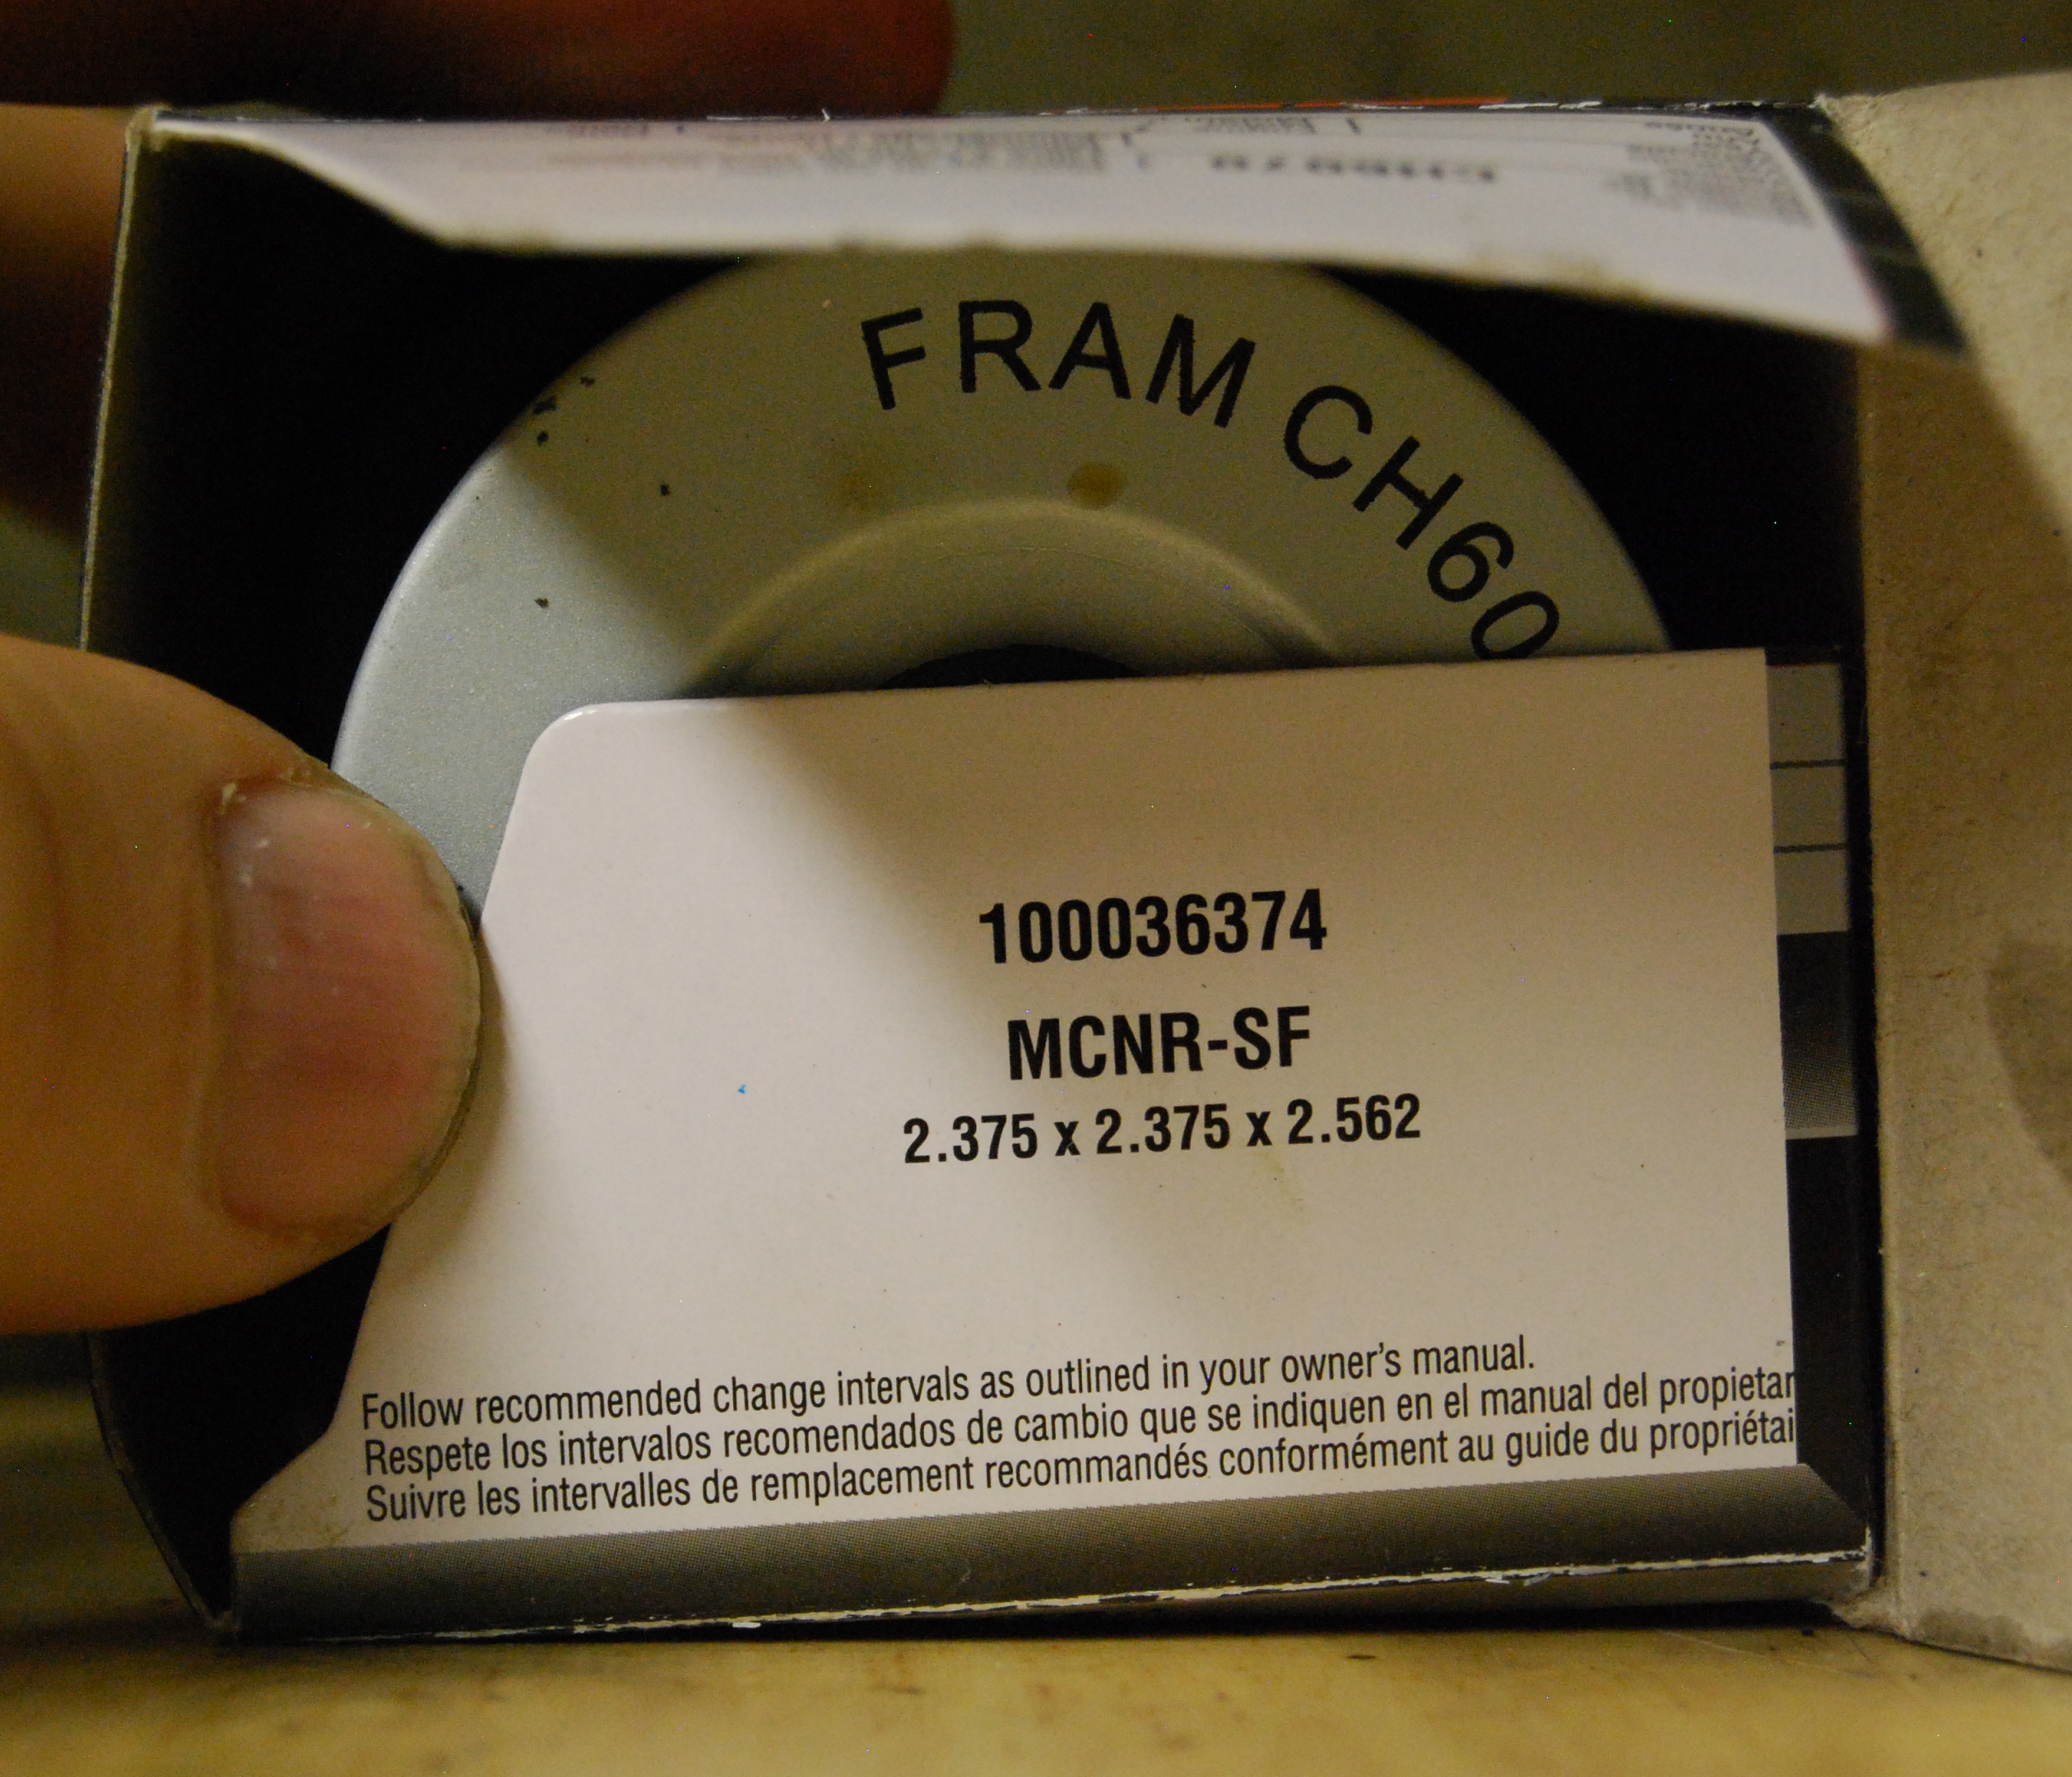 FRAM CH60
100036374
MCNR-SF
2.375 x 2.375 x 2.562
Follow recommended change intervals as outlined in your owner's manual.
Respete los intervalos recomendados de cambio que se indiquen en el manual del propietar
Suivre les intervalles de remplacement recommandés conformément au guide du propriétai